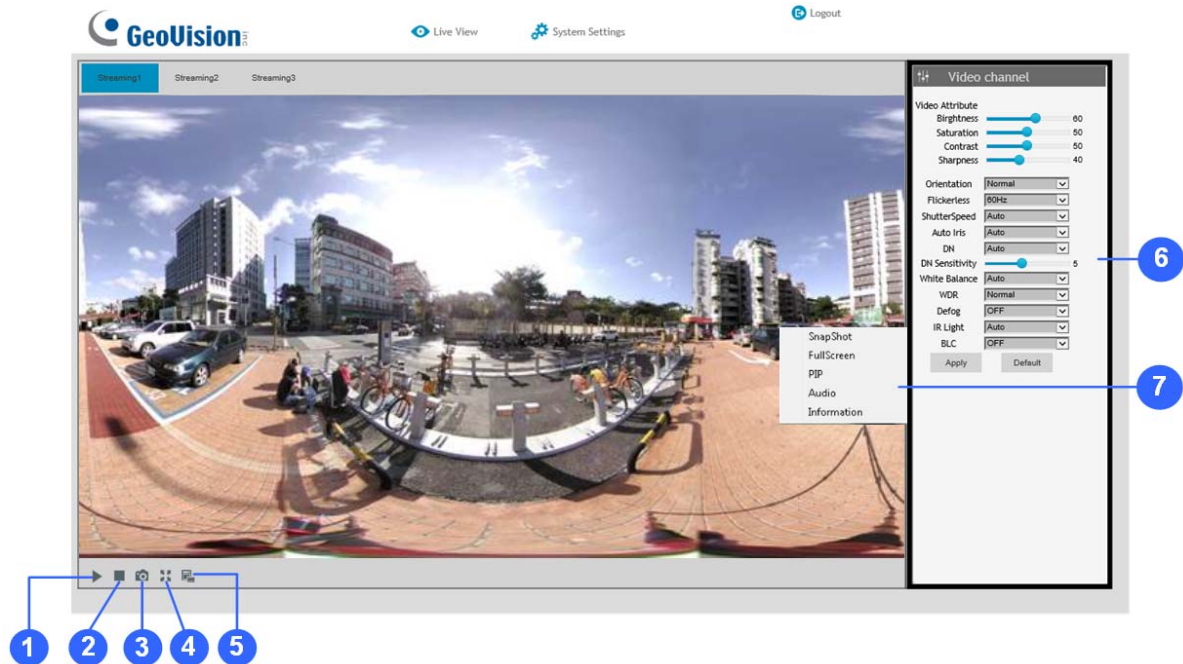 GeoVision inc
Live View
System Settings
Logout
Streaming1
Streaming2
Streaming3
Video channel
Video Attribute
Birghtness 60
Saturation 50
Contrast 50
Sharpness 40
Orientation Normal
Flickerless 60Hz
ShutterSpeed Auto
Auto Iris Auto
DN Auto
DN Sensitivity 5
White Balance Auto
WDR Normal
Defog OFF
IR Light Auto
BLC OFF
Apply Default
SnapShot
FullScreen
PIP
Audio
Information
6
7
1 2 3 4 5